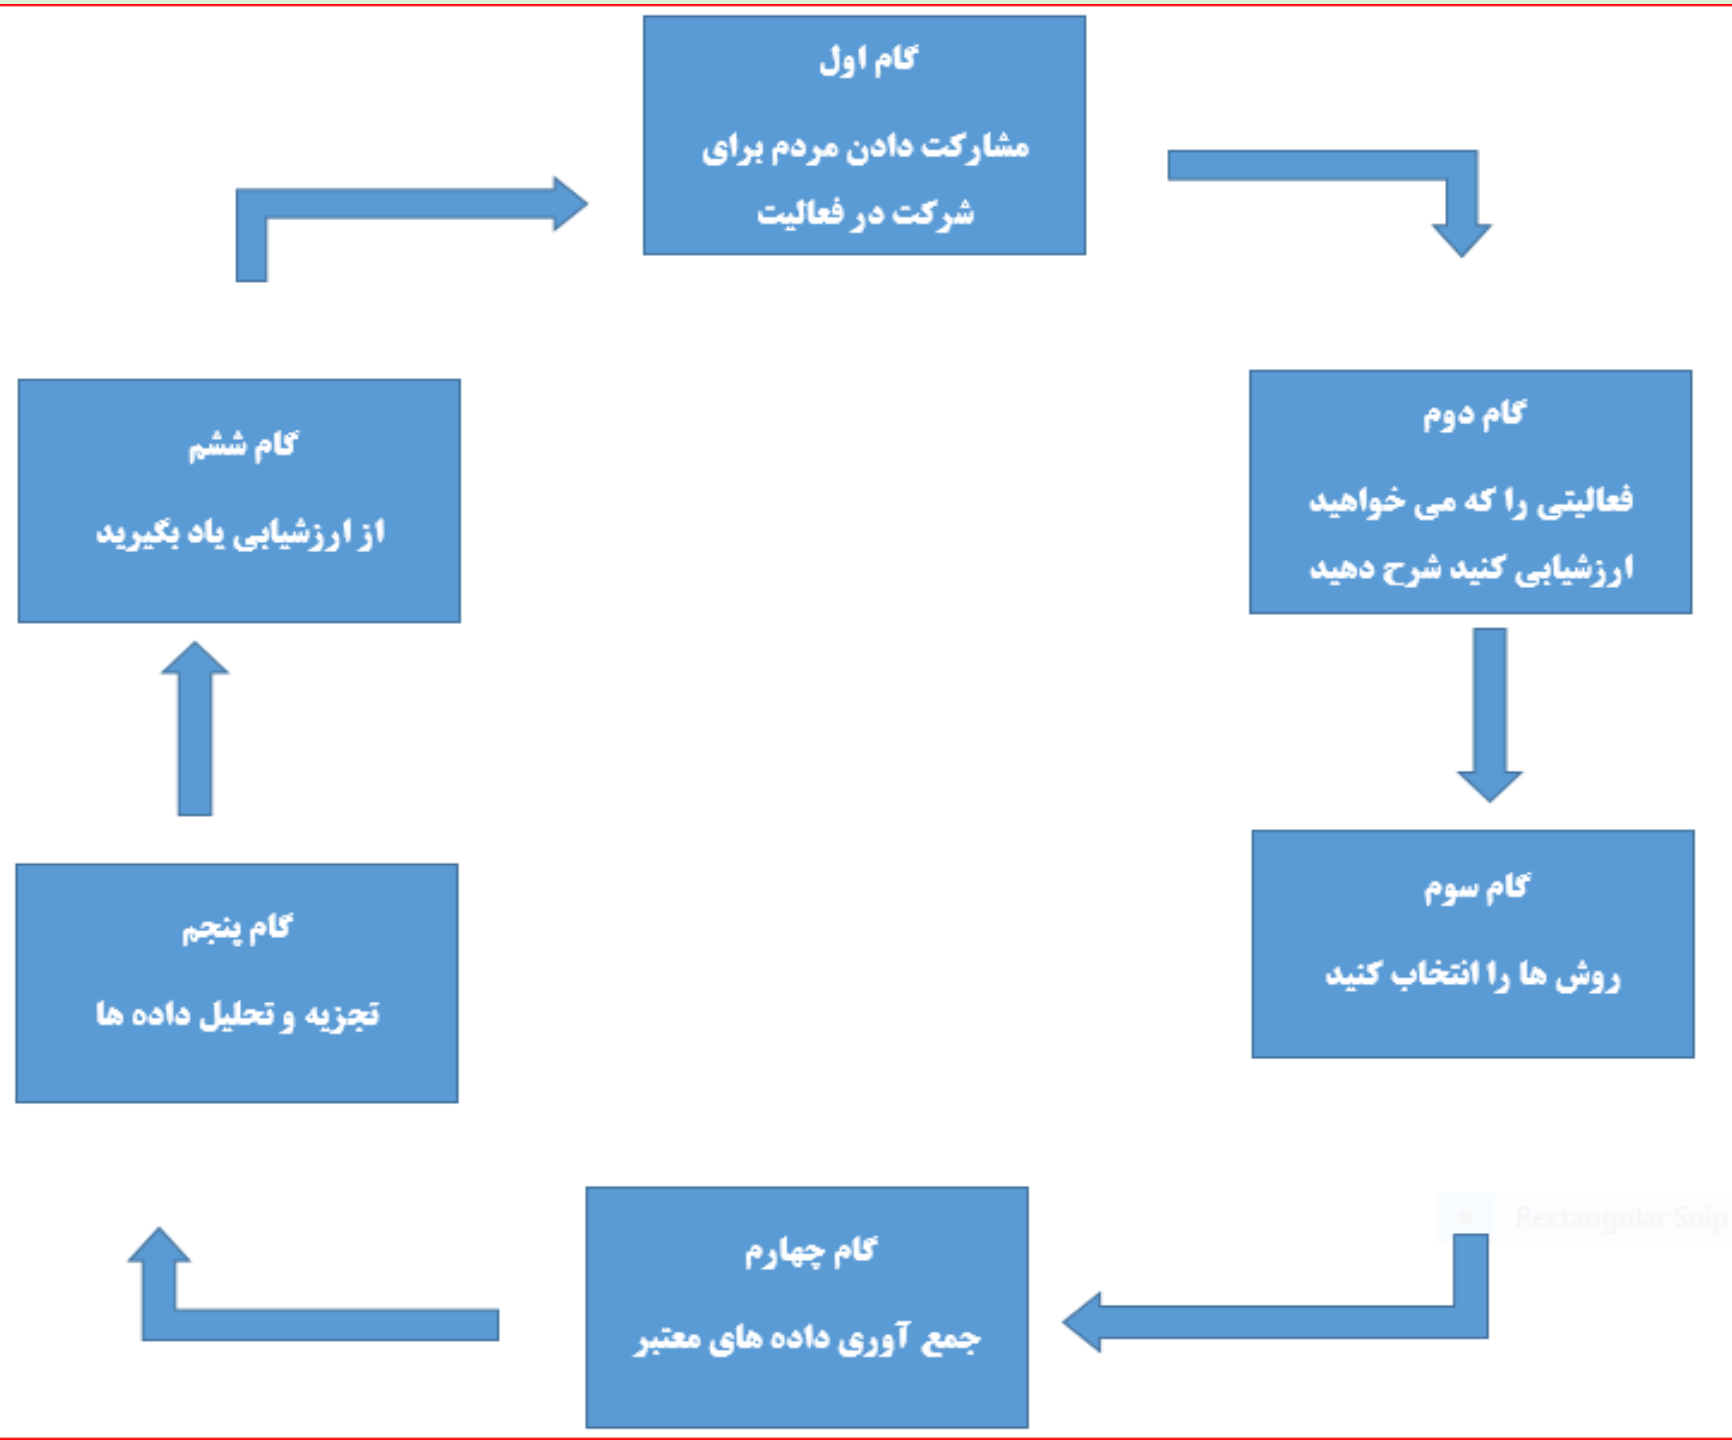 گام اول
مشارکت دادن مردم برای
شرکت در فعالیت
گام دوم
فعالیتی را که می خواهید
ارزشیابی کنید شرح دهید
گام سوم
روش ها را انتخاب کنید
گام چهارم
جمع آوری داده های معتبر
گام پنجم
تجزیه و تحلیل داده ها
گام ششم
از ارزشیابی یاد بگیرید
Rectangular Snip